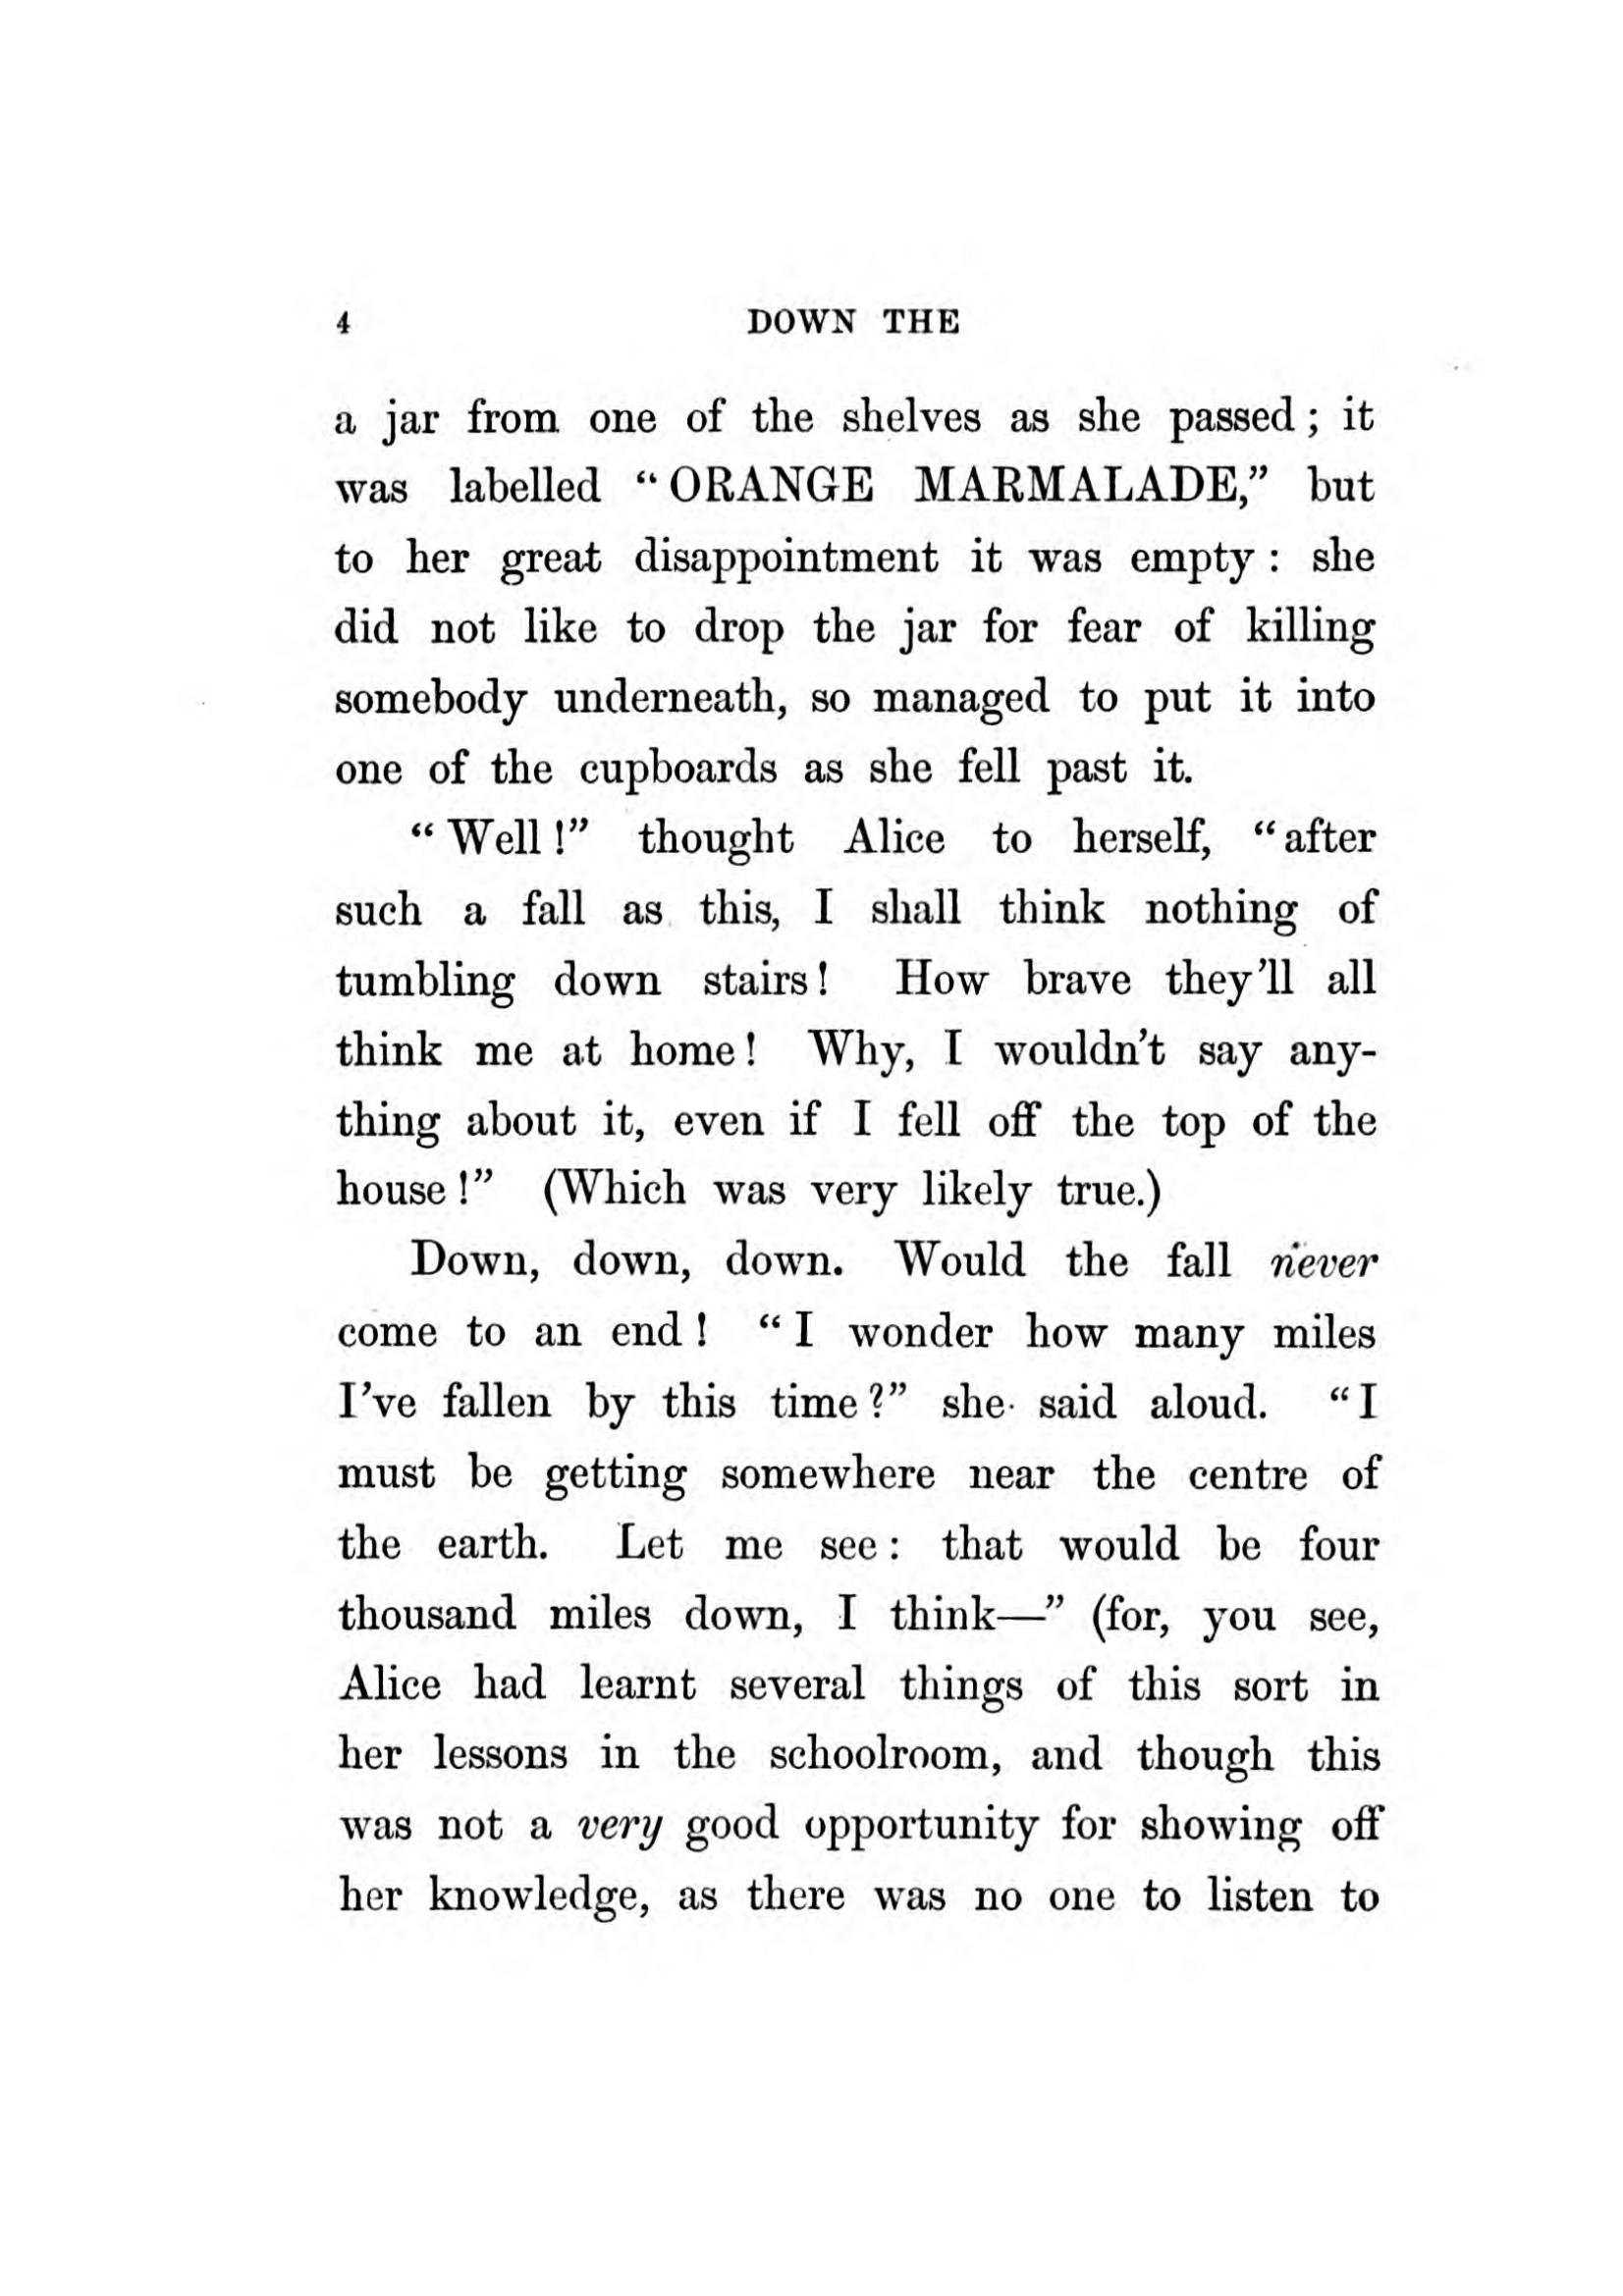 4 DOWN THE
a jar from one of the shelves as she passed; it
was labelled “ORANGE MARMALADE,” but
to her great disappointment it was empty: she
did not like to drop the jar for fear of killing
somebody underneath, so managed to put it into
one of the cupboards as she fell past it.
“Well!” thought Alice to herself, “after
such a fall as this, I shall think nothing of
tumbling down stairs! How brave they’ll all
think me at home! Why, I wouldn’t say any-
thing about it, even if I fell off the top of the
house!” (Which was very likely true.)
Down, down, down. Would the fall never
come to an end! “I wonder how many miles
I’ve fallen by this time?” she said aloud. “I
must be getting somewhere near the centre of
the earth. Let me see: that would be four
thousand miles down, I think—” (for, you see,
Alice had learnt several things of this sort in
her lessons in the schoolroom, and though this
was not a very good opportunity for showing off
her knowledge, as there was no one to listen to